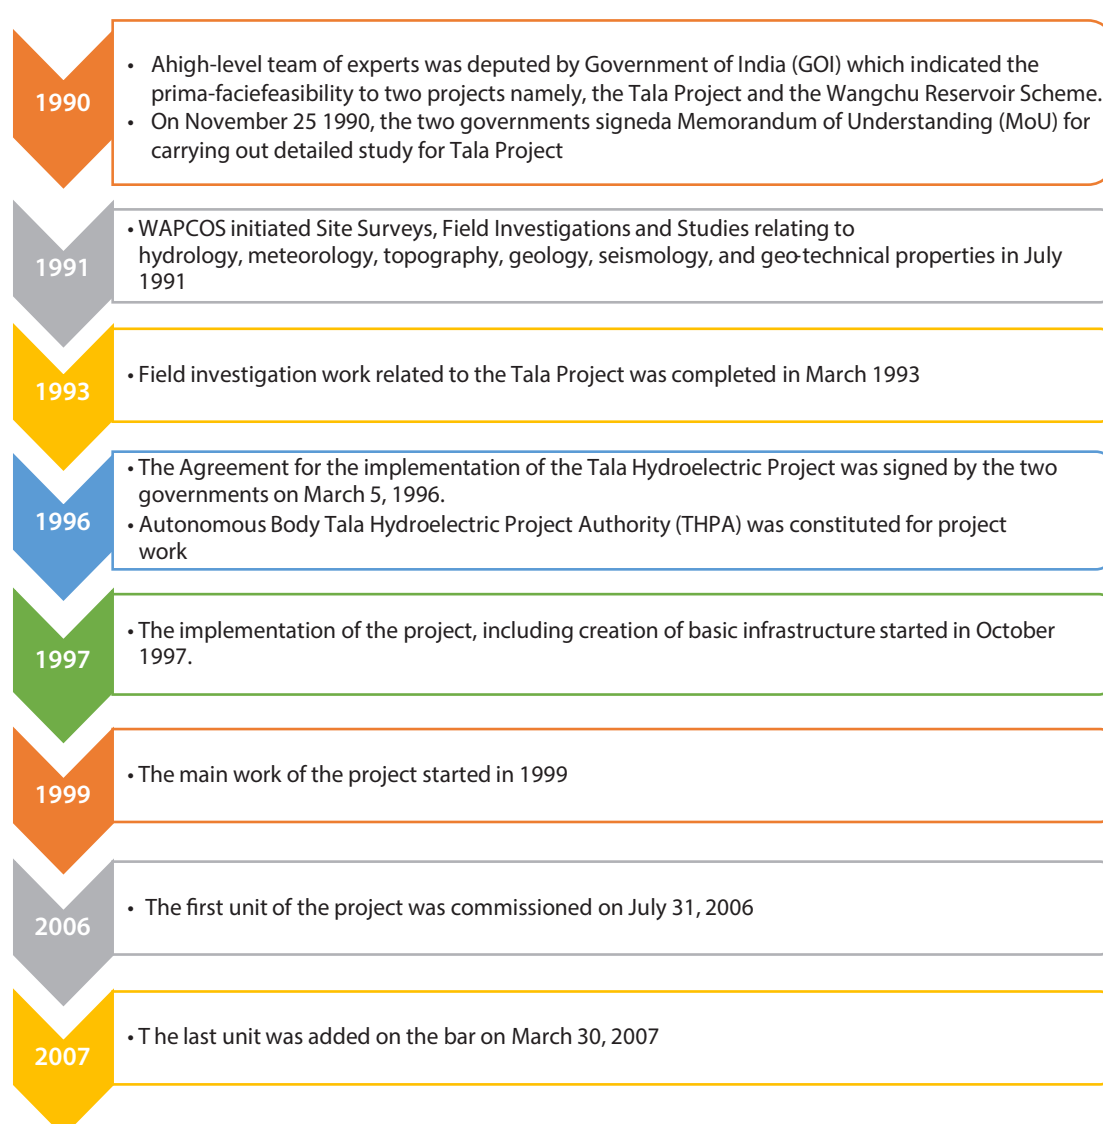 1990
• Ahigh-level team of experts was deputed by Government of India (GOI) which indicated the
prima-faciefeasibility to two projects namely, the Tala Project and the Wangchu Reservoir Scheme.
• On November 25 1990, the two governments signeda Memorandum of Understanding (MoU) for
carrying out detailed study for Tala Project
1991
• WAPCOS initiated Site Surveys, Field Investigations and Studies relating to
hydrology, meteorology, topography, geology, seismology, and geo-technical properties in July
1991
1993
• Field investigation work related to the Tala Project was completed in March 1993
1996
• The Agreement for the implementation of the Tala Hydroelectric Project was signed by the two
governments on March 5, 1996.
• Autonomous Body Tala Hydroelectric Project Authority (THPA) was constituted for project
work
1997
• The implementation of the project, including creation of basic infrastructure started in October
1997.
1999
• The main work of the project started in 1999
2006
• The first unit of the project was commissioned on July 31, 2006
2007
• T he last unit was added on the bar on March 30, 2007